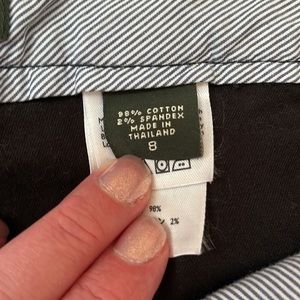 98% COTTON
2% SPANDEX
MADE IN
THAILAND
8
98%
2%